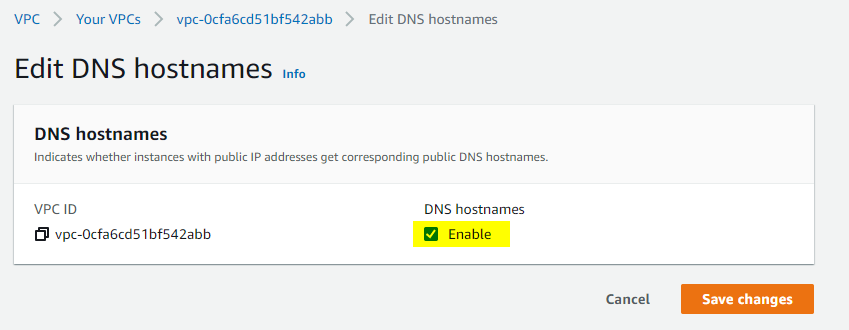 VPC > Your VPCs > vpc-0cfa6cd51bf542abb > Edit DNS hostnames
Edit DNS hostnames Info
DNS hostnames
Indicates whether instances with public IP addresses get corresponding public DNS hostnames.
VPC ID DNS hostnames
vpc-0cfa6cd51bf542abb Enable
Cancel Save changes